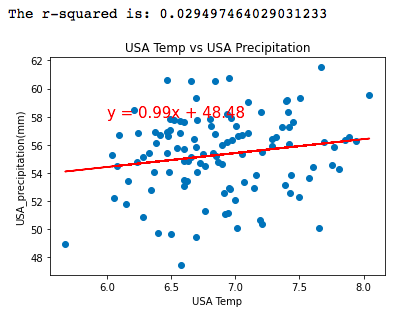 The r-squared is: 0.029497464029031233
USA Temp vs USA Precipitation
62
60
58
56
54
52
50
48
USA_precipitation(mm)
y = 0.99x + 48.48
6.0 6.5 7.0 7.5 8.0
USA Temp